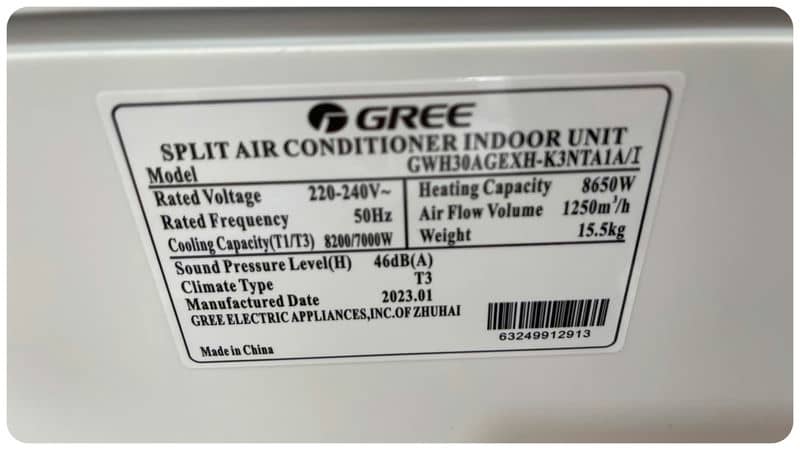 GREE
SPLIT AIR CONDITIONER INDOOR UNIT
Model GWH30AGEXH-K3NTA1A/I
Rated Voltage 220-240V~
Rated Frequency 50Hz
Cooling Capacity(T1/T3) 8200/7000W
Heating Capacity 8650W
Air Flow Volume 1250m³/h
Weight 15.5kg
Sound Pressure Level(H) 46dB(A)
Climate Type T3
Manufactured Date 2023.01
GREE ELECTRIC APPLIANCES,INC.OF ZHUHAI
63249912913
Made in China